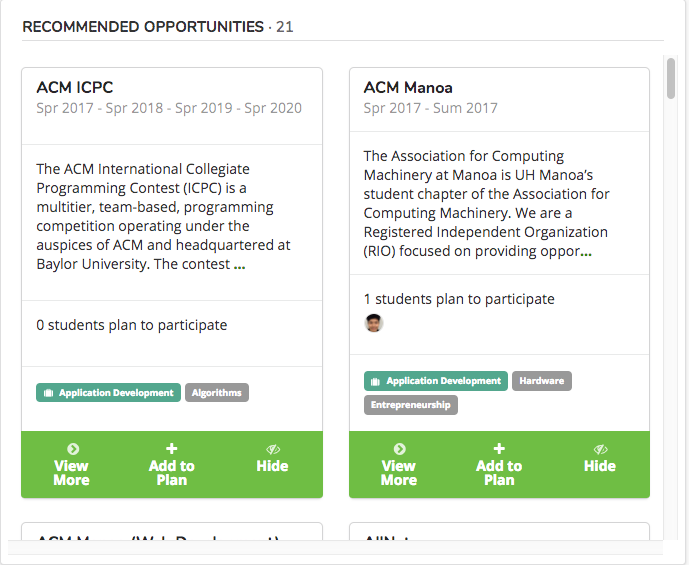 RECOMMENDED OPPORTUNITIES · 21
ACM ICPC
Spr 2017 - Spr 2018 - Spr 2019 - Spr 2020
The ACM International Collegiate
Programming Contest (ICPC) is a
multitier, team-based, programming
competition operating under the
auspices of ACM and headquartered at
Baylor University. The contest ...
0 students plan to participate
Application Development
Algorithms
View
More
Add to
Plan
Hide
ACM Manoa
Spr 2017 - Sum 2017
The Association for Computing
Machinery at Manoa is UH Manoa’s
student chapter of the Association for
Computing Machinery. We are a
Registered Independent Organization
(RIO) focused on providing oppor...
1 students plan to participate
Application Development
Hardware
Entrepreneurship
View
More
Add to
Plan
Hide